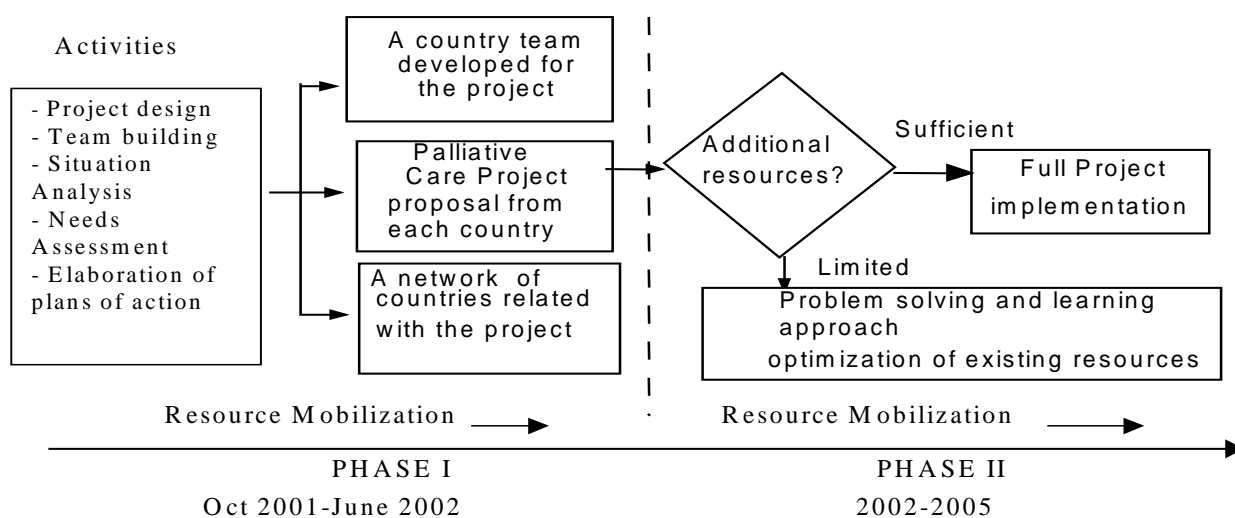 Activities
- Project design
- Team building
- Situation
Analysis
- Needs
Assessment
- Elaboration of
plans of action
A country team
developed for
the project
Palliative
Care Project
proposal from
each country
A network of
countries related
with the project
Additional
resources?
Sufficient
Full Project
implementation
Limited
Problem solving and learning
approach
optimization of existing resources
Resource Mobilization
Resource Mobilization
PHASE I
PHASE II
Oct 2001-June 2002
2002-2005